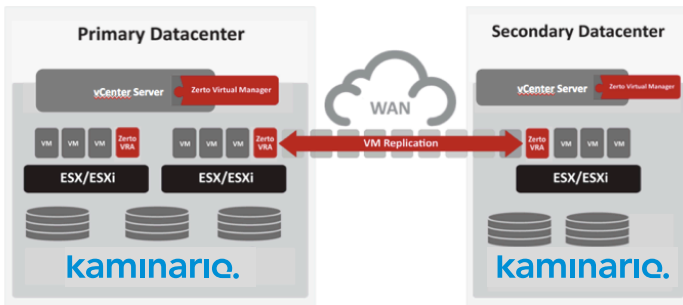 Primary Datacenter
vCenter Server
Zerto Virtual Manager
VM
VM
VM
Zerto
VRA
VM
VM
VM
Zerto
VRA
ESX/ESXi
ESX/ESXi
kaminario.
WAN
VM Replication
Secondary Datacenter
vCenter Server
Zerto Virtual Manager
Zerto
VRA
VM
VM
VM
ESX/ESXi
kaminario.